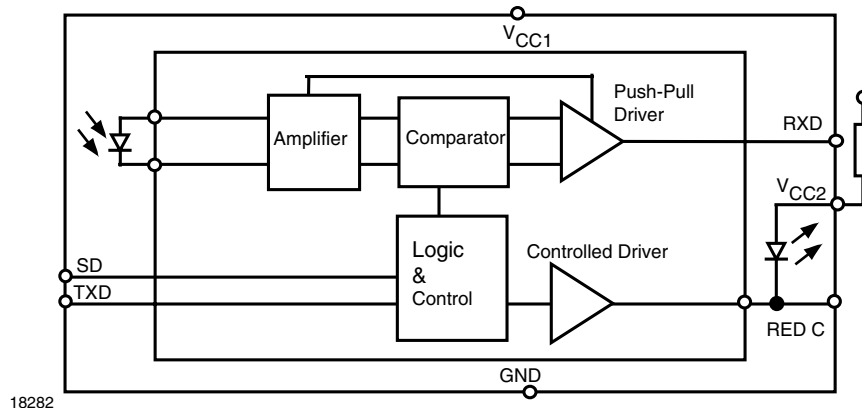 VCC1
Push-Pull
Driver
Amplifier
Comparator
RXD
VCC2
Logic
&
Control
Controlled Driver
SD
TXD
RED C
GND
18282